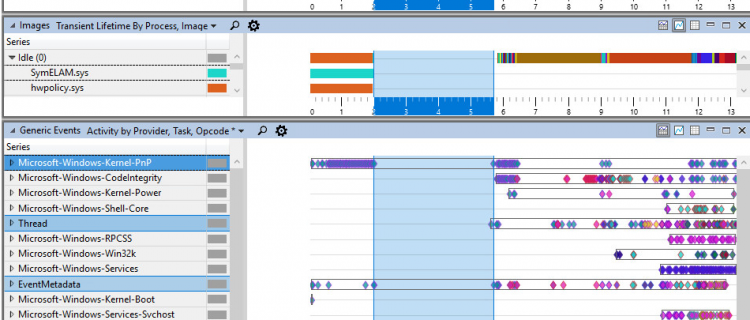 0 1 2 3 4 5 6 7 8 9 10 11 12 13
Images Transient Lifetime By Process, Image
Series
Idle (0)
SymELAM.sys
hwpolicy.sys
0 1 2 3 4 5 6 7 8 9 10 11 12 13
Generic Events Activity by Provider, Task, Opcode *
Series
Microsoft-Windows-Kernel-PnP
Microsoft-Windows-CodeIntegrity
Microsoft-Windows-Kernel-Power
Microsoft-Windows-Shell-Core
Thread
Microsoft-Windows-RPCSS
Microsoft-Windows-Win32k
Microsoft-Windows-Services
EventMetadata
Microsoft-Windows-Kernel-Boot
Microsoft-Windows-Services-Svchost